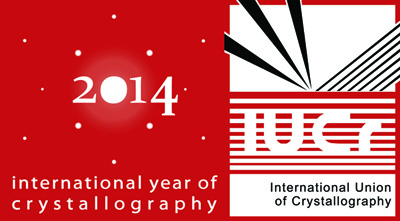 2014
international year of
crystallography
IUCr
International Union
of Crystallography